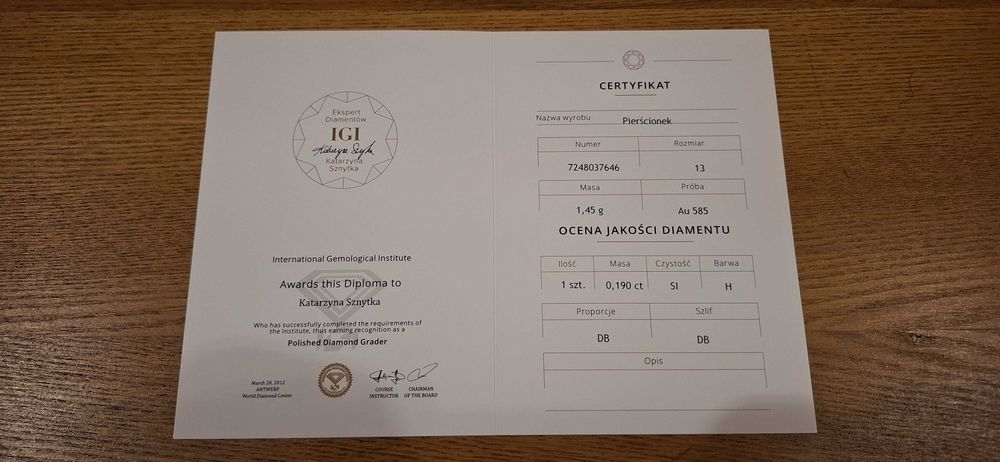 Ekspert
Diamentów
IGI
Katarzyna
Sznytka
International Gemological Institute
Awards this Diploma to
Katarzyna Sznytka
Who has successfully completed the requirements of
the Institute, thus earning recognition as a
Polished Diamond Grader
March 28, 2012
ANTWERP
World Diamond Center
COURSE
INSTRUCTOR
CHAIRMAN
OF THE BOARD
CERTYFIKAT
Nazwa wyrobu Pierścionek
Numer Rozmiar
7248037646 13
Masa Próba
1,45 g Au 585
OCENA JAKOŚCI DIAMENTU
Ilość Masa Czystość Barwa
1 szt. 0,190 ct SI H
Proporcje Szlif
DB DB
Opis